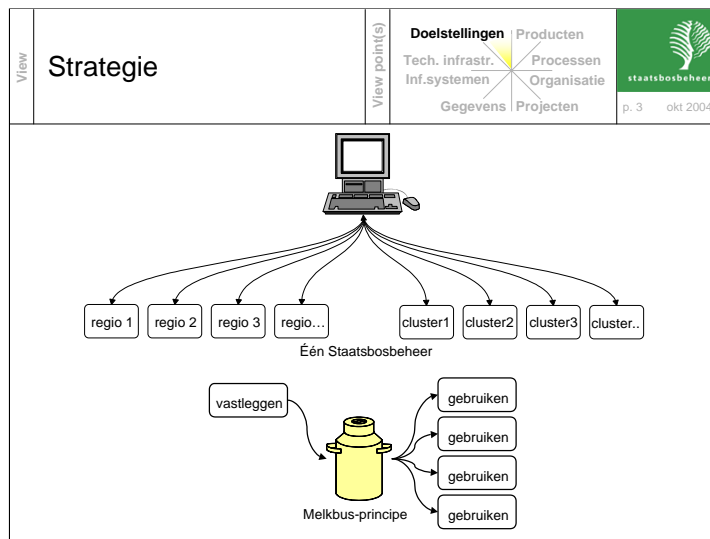 View
Strategie
View point(s)
Doelstellingen Producten
Tech. infrastr. Processen
Inf.systemen Organisatie
Gegevens Projecten
staatsbosbeheer
p. 3 okt 2004
regio 1 regio 2 regio 3 regio… cluster1 cluster2 cluster3 cluster..
Één Staatsbosbeheer
vastleggen
gebruiken
gebruiken
gebruiken
gebruiken
Melkbus-principe